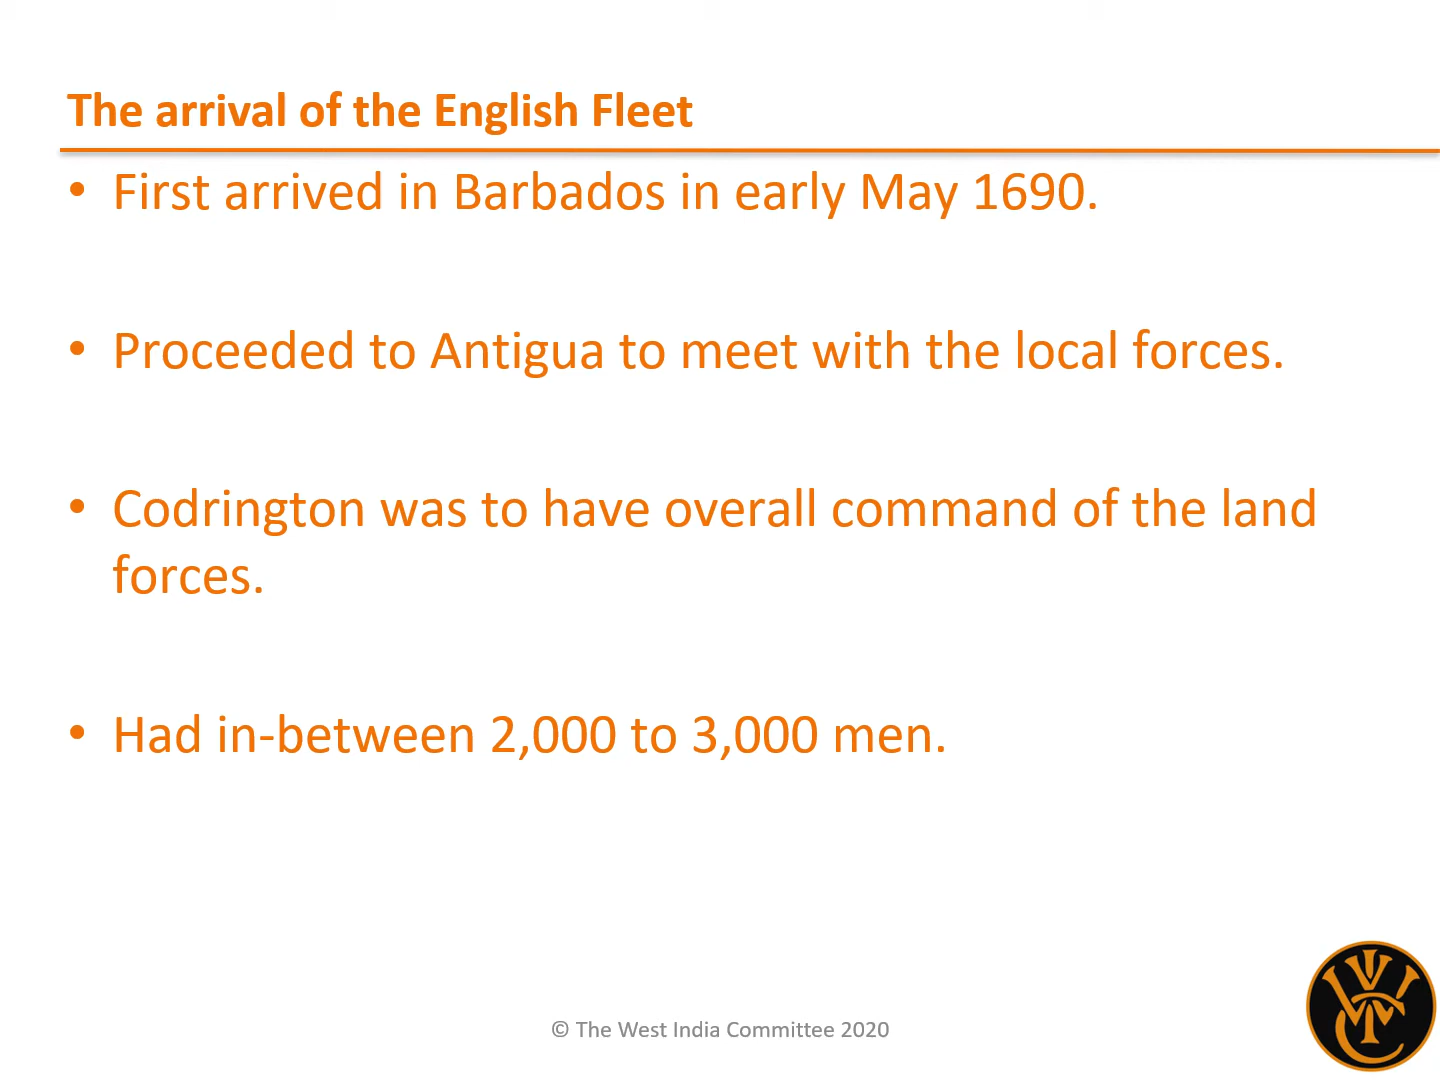 The arrival of the English Fleet
• First arrived in Barbados in early May 1690.
• Proceeded to Antigua to meet with the local forces.
• Codrington was to have overall command of the land
forces.
• Had in-between 2,000 to 3,000 men.
© The West India Committee 2020
WIC